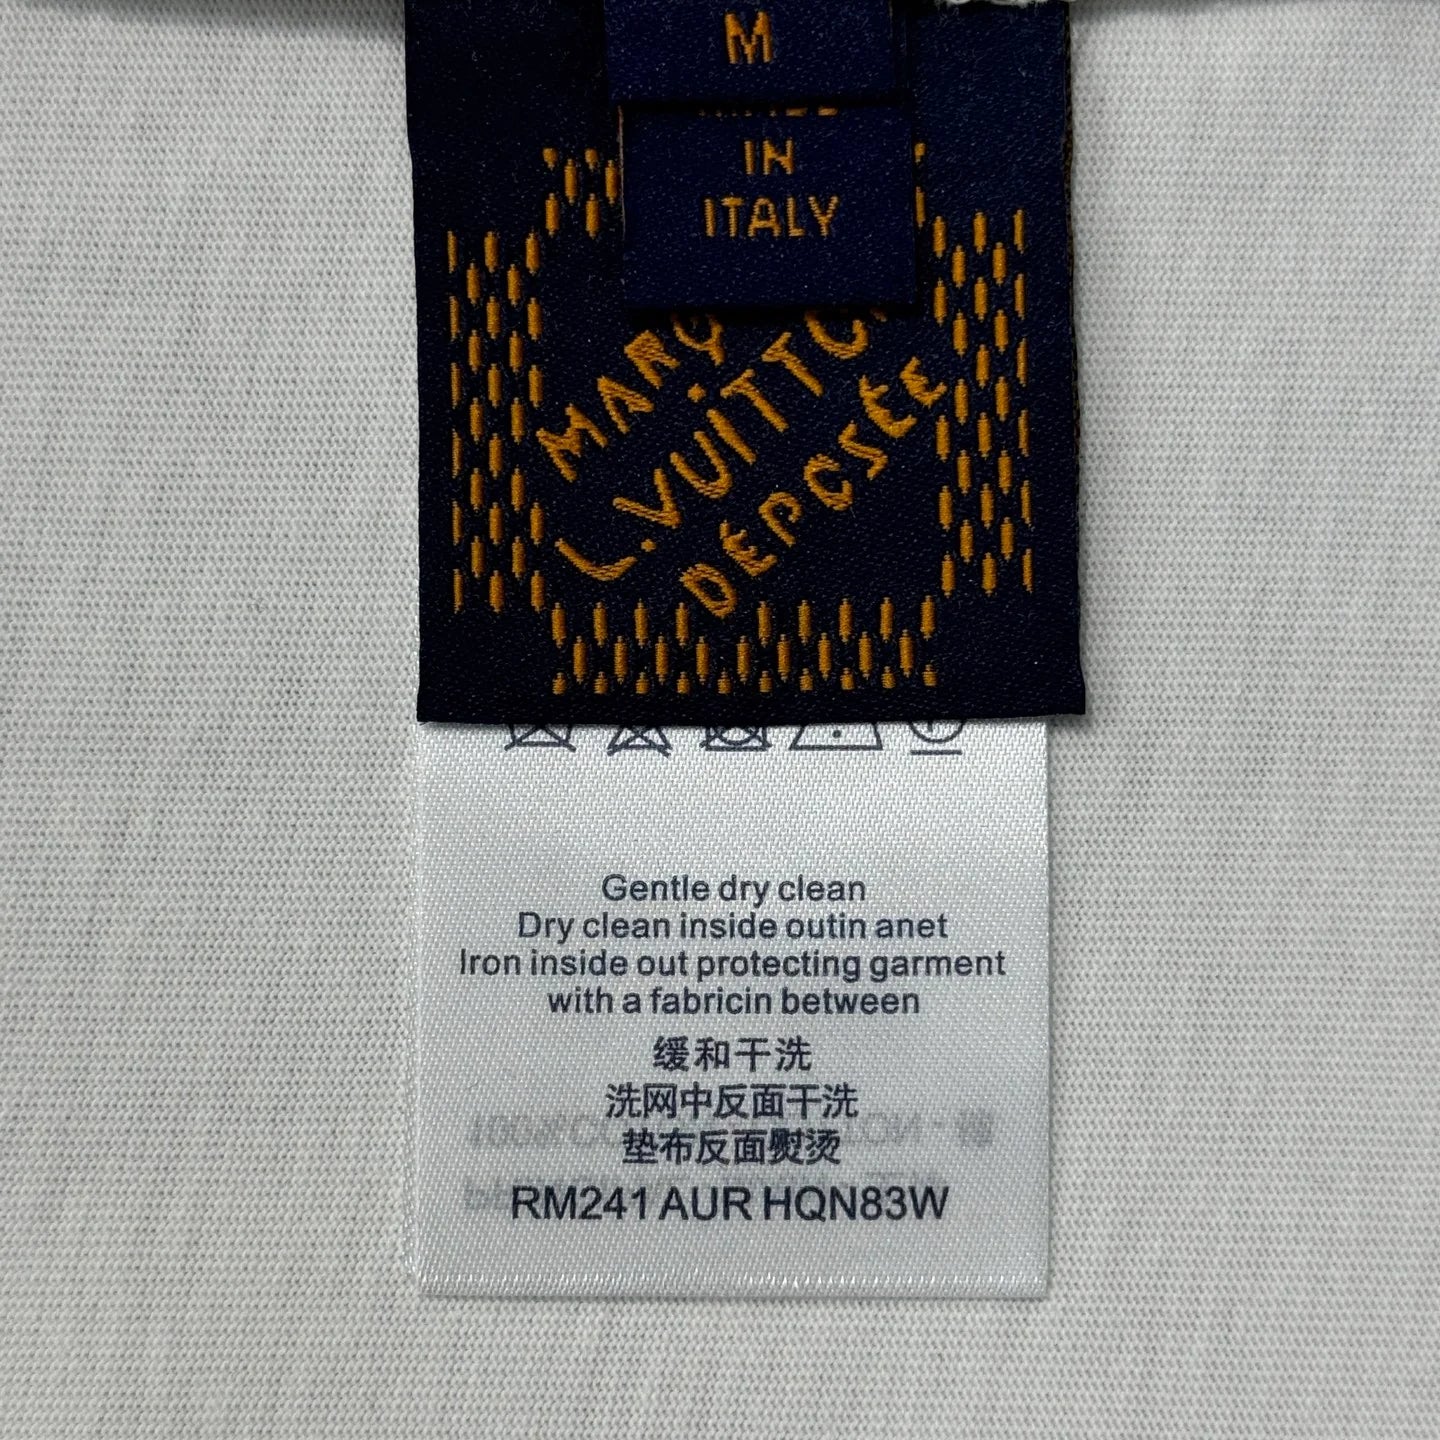 M
IN
ITALY
MARQ
L.VUITTON
DÉPCSÉE
Gentle dry clean
Dry clean inside outin anet
Iron inside out protecting garment
with a fabricin between
缓和干洗
洗网中反面干洗
垫布反面熨烫
RM241 AUR HQN83W